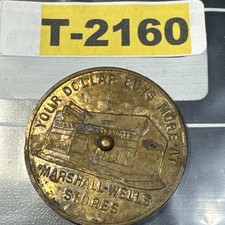 T-2160
YOUR DOLLAR BUYS MORE AT
MARSHALL-WELLS
STORES